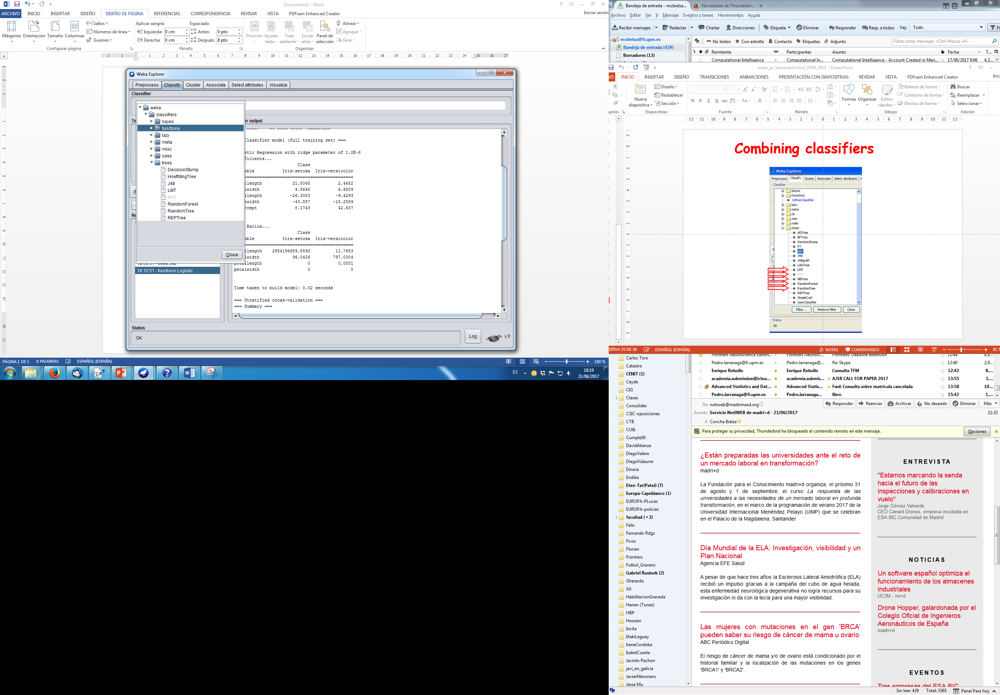 Documento1 - Word
ARCHIVO INICIO INSERTAR DISEÑO DISEÑO DE PÁGINA REFERENCIAS CORRESPONDENCIA REVISAR VISTA PDFsam Enhanced Creator Iniciar sesión
Márgenes Orientación Tamaño Columnas
Saltos
Números de línea
Guiones
Configurar página
Aplicar sangría Espaciado
Izquierda: 0 cm Antes: 0 pto
Derecha: 0 cm Después: 8 pto
Párrafo
Posición Ajustar texto Traer adelante Enviar atrás Panel de selección
Alinear
Agrupar
Girar
Organizar
Weka Explorer
Preprocess Classify Cluster Associate Select attributes Visualize
Classifier
weka
classifiers
bayes
functions
lazy
meta
misc
rules
trees
DecisionStump
HoeffdingTree
J48
LMT
M5P
RandomForest
RandomTree
REPTree
Close
er output
Classifier model (full training set) ===
stic Regression with ridge parameter of 1.0E-8
ficients...
Class
able Iris-setosa Iris-versicolor
llength 21.8065 2.4652
lwidth 4.5648 6.6809
llength -26.3083 -9.4293
lwidth -43.887 -18.2859
rcept 8.1743 42.637
Ratios...
Class
able Iris-setosa Iris-versicolor
llength 2954196659.8892 11.7653
lwidth 96.0426 797.0304
petallength 0 0.0001
petalwidth 0 0
Time taken to build model: 0.02 seconds
=== Stratified cross-validation ===
=== Summary ===
18:12:51 - functions.Logistic
Status
OK
Log
x 0
PÁGINA 1 DE 1 0 PALABRAS ESPAÑOL (ESPAÑA) 100 %
ES 18:19
21/06/2017
Bandeja de entrada - mcbielza... Novedades de Thunderbir...
Archivo Editar Ver Ir Mensaje Eventos y tareas Herramientas Ayuda
Recibir mensajes Redactar Charlar Direcciones Etiqueta Eliminar Responder Resp. a todos Ver: Todo Fi
mcbielza@fi.upm.es
Bandeja de entrada (429)
Borradores (13)
No leídos Con estrella Contacto Etiquetas Adjunto Filtrar estos mensajes <Ctrl+Mayús+K>
Remitente Participantes Asunto Fecha T...
Computational Intelligence Computational In... Computational Intelligence - Account Created in Man... 17/06/2017 9:06 4,3...
weka_pr_SummerSchool_UPM_2011 - PowerPoint
VO INICIO INSERTAR DISEÑO TRANSICIONES ANIMACIONES PRESENTACIÓN CON DIAPOSITIVAS REVISAR VISTA PDFsam Enhanced Creator Inic
Nueva diapositiva
Diseño
Restablecer
Sección
Formas Organizar Estilos rápidos
Relleno de forma
Contorno de forma
Efectos de forma
Buscar
Reemplazar
Seleccionar
apeles Diapositivas Fuente Párrafo Dibujo Edición
Combining classifiers
Weka Explorer
Preprocess Classify Cluster Associate Select attributes V
Classifier
bayes
functions
JythonClassifier
lazy
meta
mi
misc
rules
trees
ADTree
BFTree
DecisionStump
FT
Id3
J48
J48graft
LADTree
LMT
M5P
NBTree
RandomForest
RandomTree
REPTree
SimpleCart
UserClassifier
Filter... Remove filter Close
Status
OK
SITIVA 35 DE 38 ESPAÑOL (ESPAÑA) NOTAS COMENTARIOS 81 %
Carlos Toro
Catastro
CENIT (1)
Ceyde
CIG
Clases
Consolider
CSIC-oposiciones
CTB
CU&
Cumple50
DavidAtienza
DiegoValero
DiegoVidaurre
Dinora
Endika
Etxe-Tar(Patxi) (7)
Europa-Capobianco (1)
EUROPA-PLucas
EUROPA-policias
facultad (▾2)
Felix
Fernando Rdgz
Fivos
Florian
Frontiers
Futbol_Granero
Gabriel Rusinek (2)
Gherardo
Gil
HabilitacionGranada
Hanen (Tunez)
HBP
Hossein
Incita
IñakiLeguey
IreneCordoba
IsabelCuesta
Jacinto Pachon
javi_en_galicia
JavierMesonero
Jesse Mu
Frontiers Neuroscience Editori... Frontiers Neurosc... Frontiers: Deadline extension 11:44 4,9...
Pedro.larranaga@fi.upm.es Pedro.larranaga@... Re: Skype 12:40 2,9...
Enrique Rebollo Enrique Rebollo Consulta TFM 12:42 8,...
academia.submission@iclou... academia.submis... AJSR CALL FOR PAPER 2017 13:55 3,...
Advanced Statistics and Dat... Advanced Statis... Fwd: Consulta sobre matricula cancelada 13:58 10...
Pedro.larranaga@fi.upm.es Pedro.larranaga... libro 15:42 1,...
De notiweb@madrimasd.org Responder Reenviar Archivar No deseado Eliminar Más
Asunto Servicio NotiWEB de madri+d - 21/06/2017 11:33
A Concha Bielza
Para proteger su privacidad, Thunderbird ha bloqueado el contenido remoto en este mensaje. Opciones
¿Están preparadas las universidades ante el reto de
un mercado laboral en transformación?
madri+d
La Fundación para el Conocimiento madri+d organiza, el próximo 31
de agosto y 1 de septiembre, el curso La respuesta de las
universidades a las necesidades de un mercado laboral en profunda
transformación, en el marco de la programación de verano 2017 de la
Universidad Internacional Menéndez Pelayo (UIMP) que se celebran
en el Palacio de la Magdalena, Santander.
Día Mundial de la ELA: Investigación, visibilidad y un
Plan Nacional
Agencia EFE Salud
A pesar de que hace tres años la Esclerosis Lateral Amiotrófica (ELA)
recibió un impulso gracias a la campaña del cubo de agua helada,
esta enfermedad neurológica degenerativa no logra recursos para su
investigación ni da con la tecla para una mayor visibilidad.
Las mujeres con mutaciones en el gen 'BRCA'
pueden saber su riesgo de cáncer de mama u ovario
ABC Periódico Digital
El riesgo de cáncer de mama y/o de ovario está condicionado por el
historial familiar y la localización de las mutaciones en los genes
'BRCA1' y 'BRCA2'.
ENTREVISTA
"Estamos marcando la senda
hacia el futuro de las
inspecciones y calibraciones en
vuelo"
Jorge Gómez Valverde
CEO Canard Drones, empresa incubada en
ESA BIC Comunidad de Madrid
NOTICIAS
Un software español optimiza el
funcionamiento de los almacenes
industriales
UC3M - mi+d
Drone Hopper, galardonada por el
Colegio Oficial de Ingenieros
Aeronáuticos de España
madri+d
EVENTOS
Tres empresas del ESA BIC
Sin leer: 429 Total: 3365 Panel Para hoy